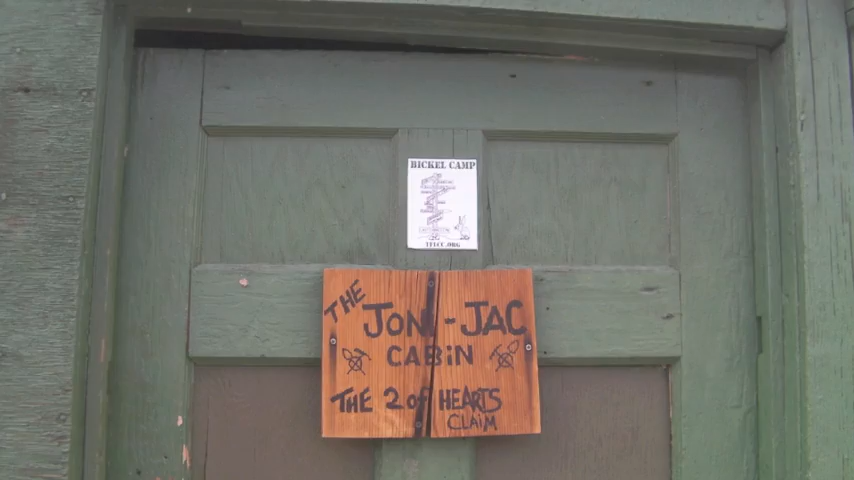 BICKEL CAMP
THE
JON-JAC
CABiN
THE 2 of HEARTS
CLAiM